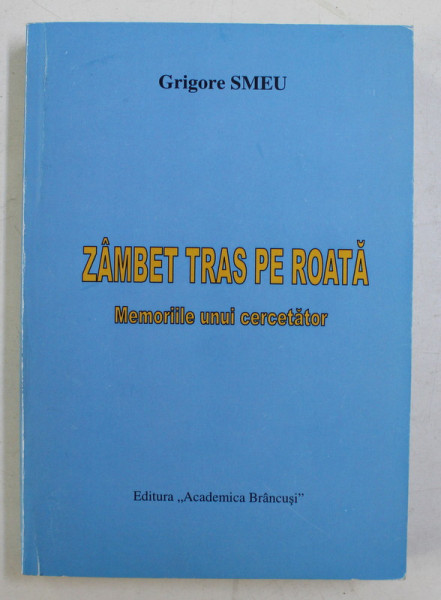 Grigore SMEU
ZÂMBET TRAS PE ROATĂ
Memoriile unui cercetător
Editura „Academica Brâncuşi”